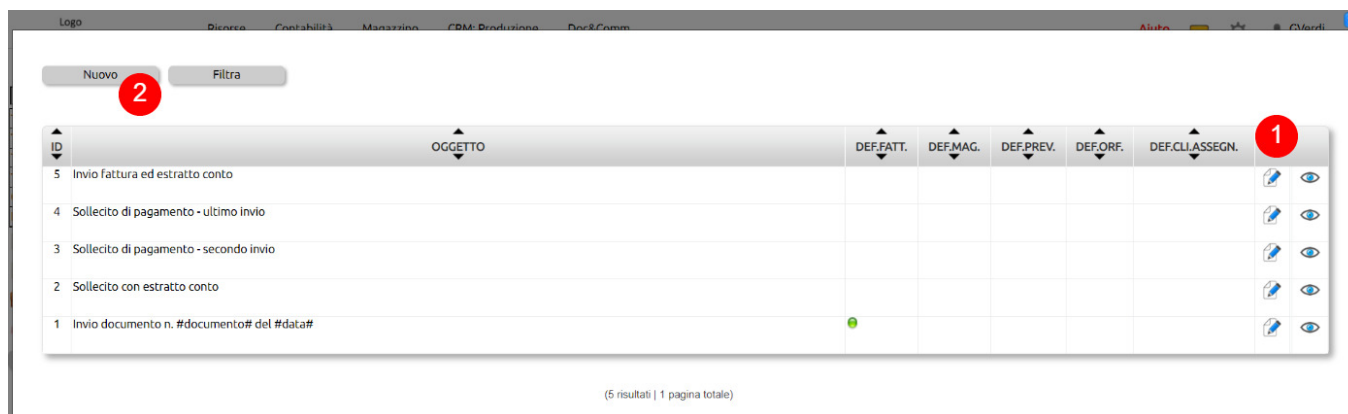 Logo
Risorse Contabilità Magazzino CRM: Produzione Doc&Comm Aiuto GVerdi
Nuovo Filtra
2
1
ID OGGETTO DEF.FATT. DEF.MAG. DEF.PREV. DEF.ORF. DEF.CLI.ASSEGN.
5 Invio fattura ed estratto conto
4 Sollecito di pagamento - ultimo invio
3 Sollecito di pagamento - secondo invio
2 Sollecito con estratto conto
1 Invio documento n. #documento# del #data#
(5 risultati | 1 pagina totale)